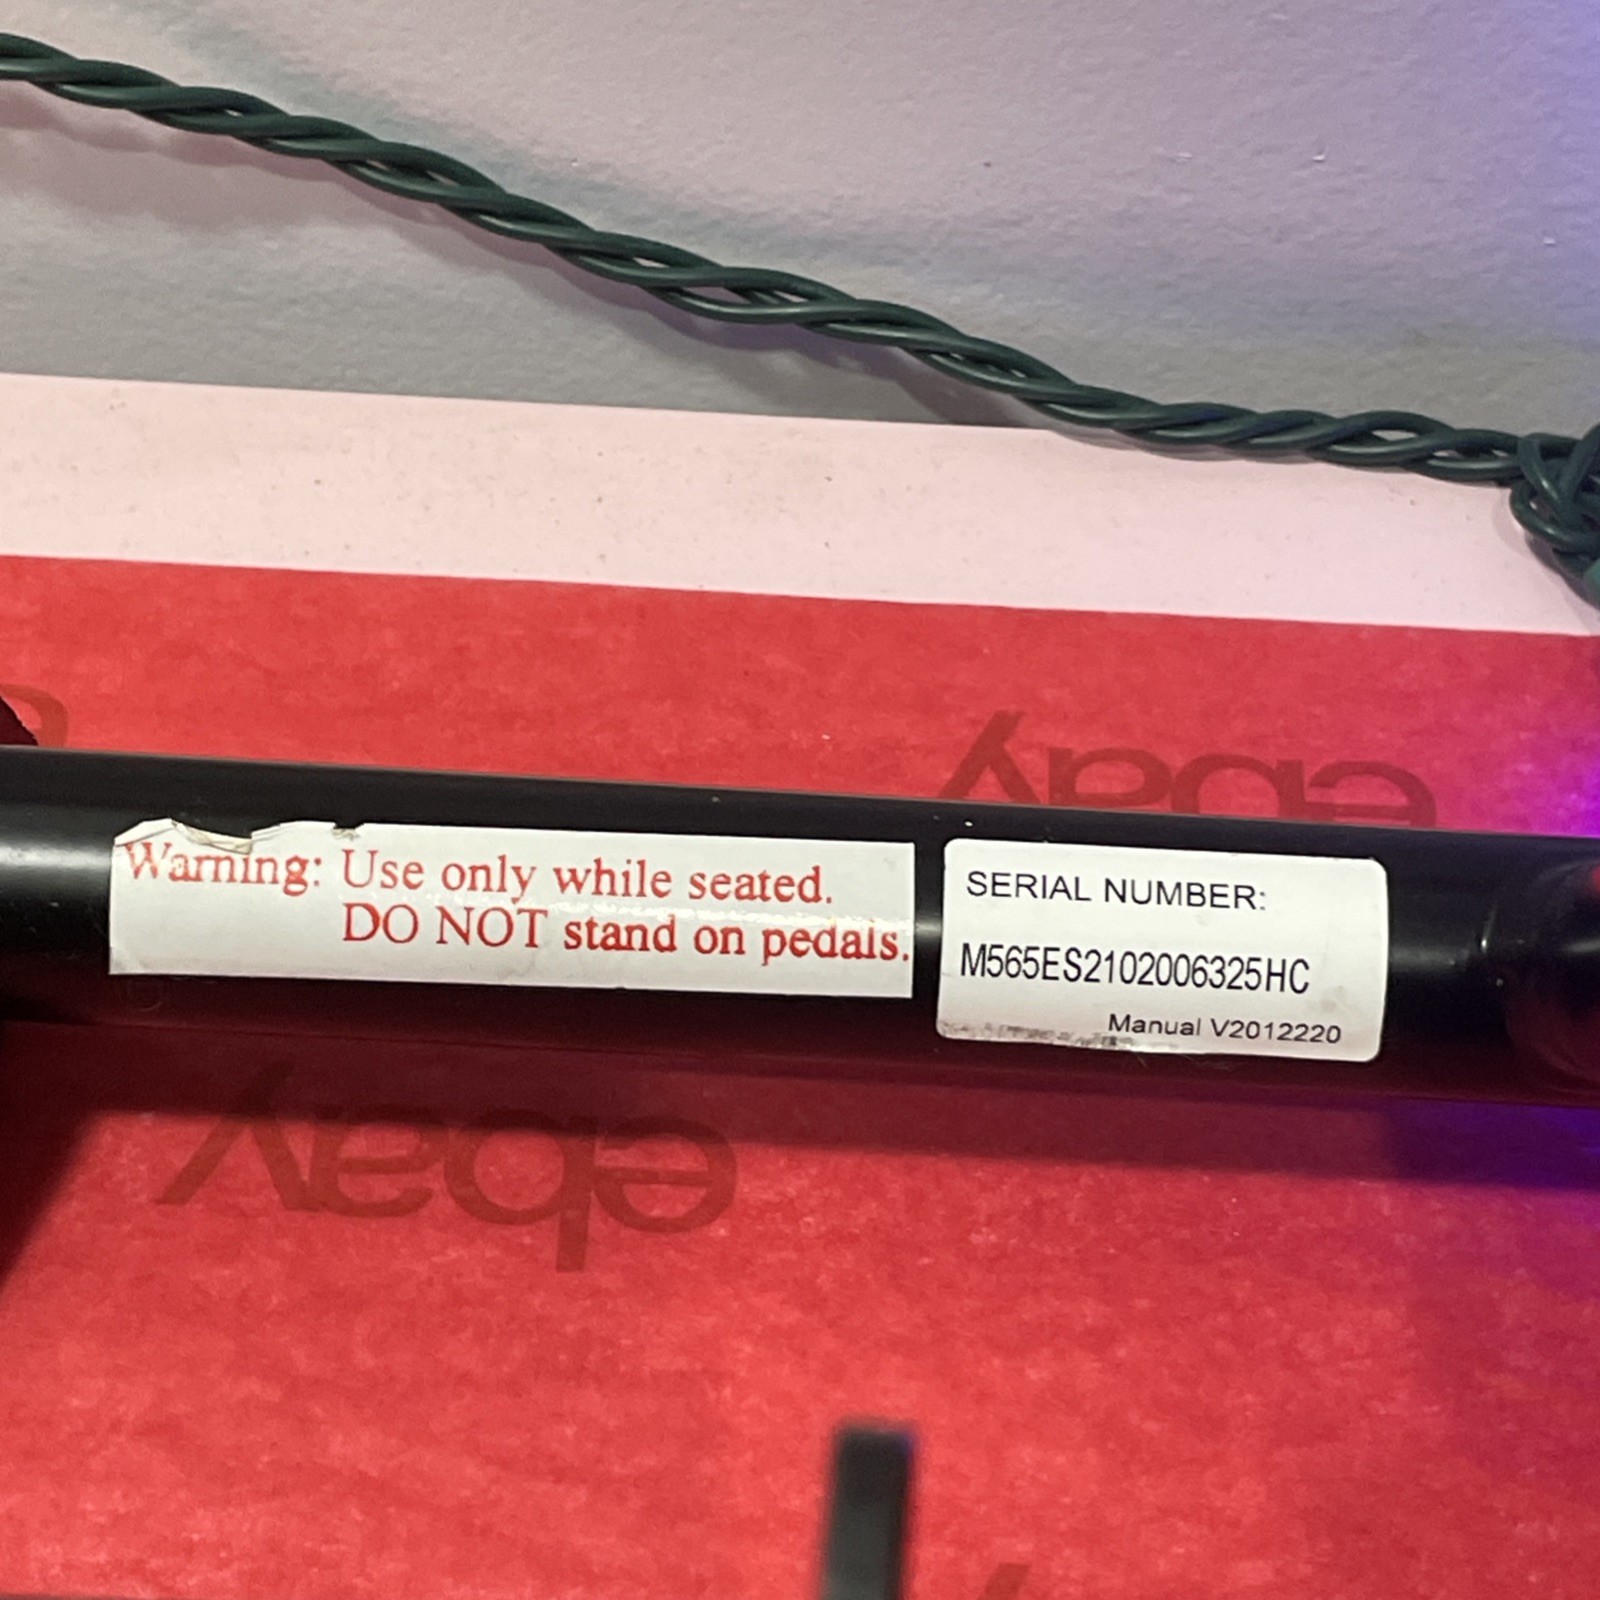 ebay
Warning: Use only while seated.
DO NOT stand on pedals.
SERIAL NUMBER:
M565ES2102006325HC
Manual V2012220
ebay